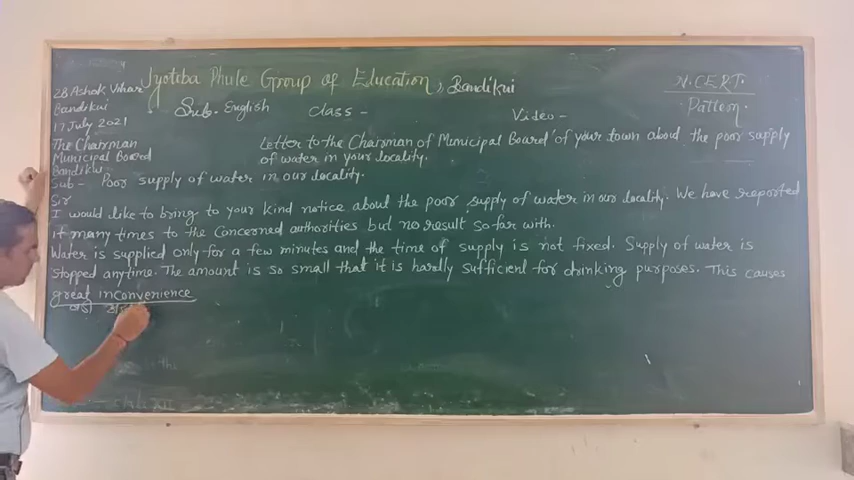 Jyotiba Phule Group of Education, Bandikui
N.CERT.
Pattern.
Sub. English Class - Video -
28 Ashok Vihar
Bandikui
17 July 2021
The Chairman
Municipal Board
Bandikui
Letter to the Chairman of Municipal Board of your town about the poor supply
of water in your locality.
Sub - Poor supply of water in our locality.
Sir
I would like to bring to your kind notice about the poor supply of water in our locality. We have reported
it many times to the concerned authorities but no result so far with.
Water is supplied only for a few minutes and the time of supply is not fixed. Supply of water is
stopped anytime. The amount is so small that it is hardly sufficient for drinking purposes. This causes
great inconvenience